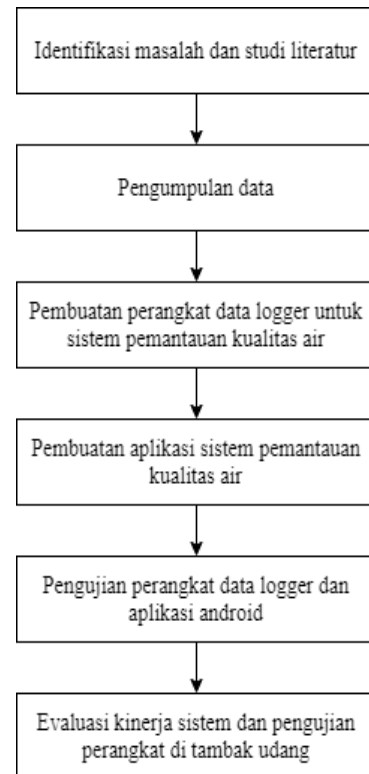 Identifikasi masalah dan studi literatur
Pengumpulan data
Pembuatan perangkat data logger untuk
sistem pemantauan kualitas air
Pembuatan aplikasi sistem pemantauan
kualitas air
Pengujian perangkat data logger dan
aplikasi android
Evaluasi kinerja sistem dan pengujian
perangkat di tambak udang